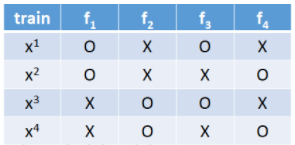 train f₁ f₂ f₃ f₄
x¹ O X O X
x² O X X O
x³ X O O X
x⁴ X O X O